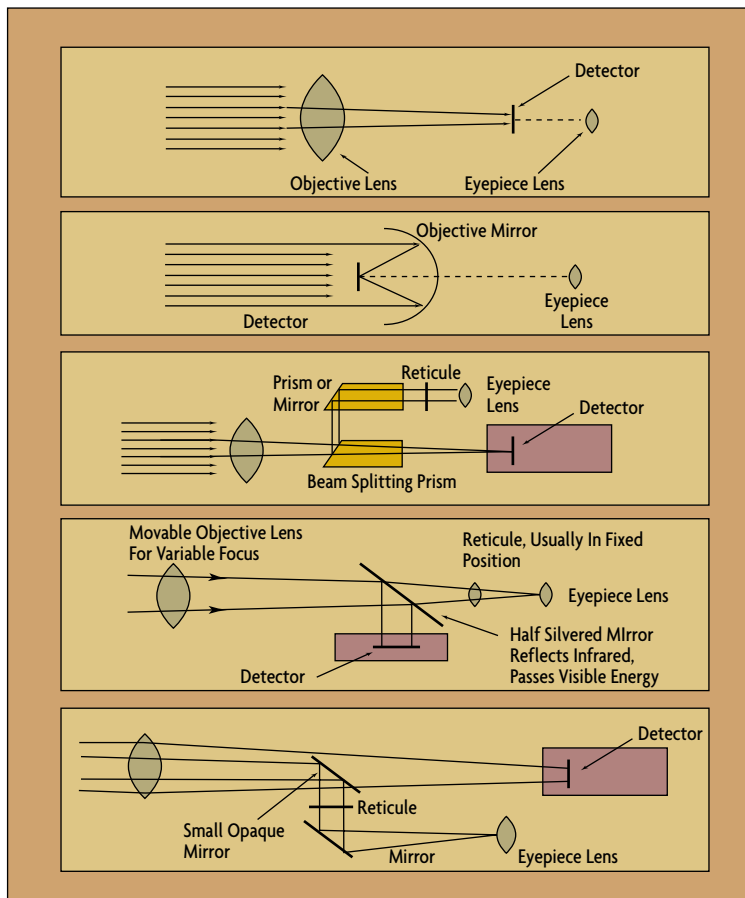 Detector
Objective Lens
Eyepiece Lens
Objective Mirror
Detector
Eyepiece
Lens
Prism or
Mirror
Reticule
Eyepiece
Lens
Detector
Beam Splitting Prism
Movable Objective Lens
For Variable Focus
Reticule, Usually In Fixed
Position
Eyepiece Lens
Half Silvered MIrror
Reflects Infrared,
Passes Visible Energy
Detector
Detector
Reticule
Small Opaque
Mirror
Mirror
Eyepiece Lens